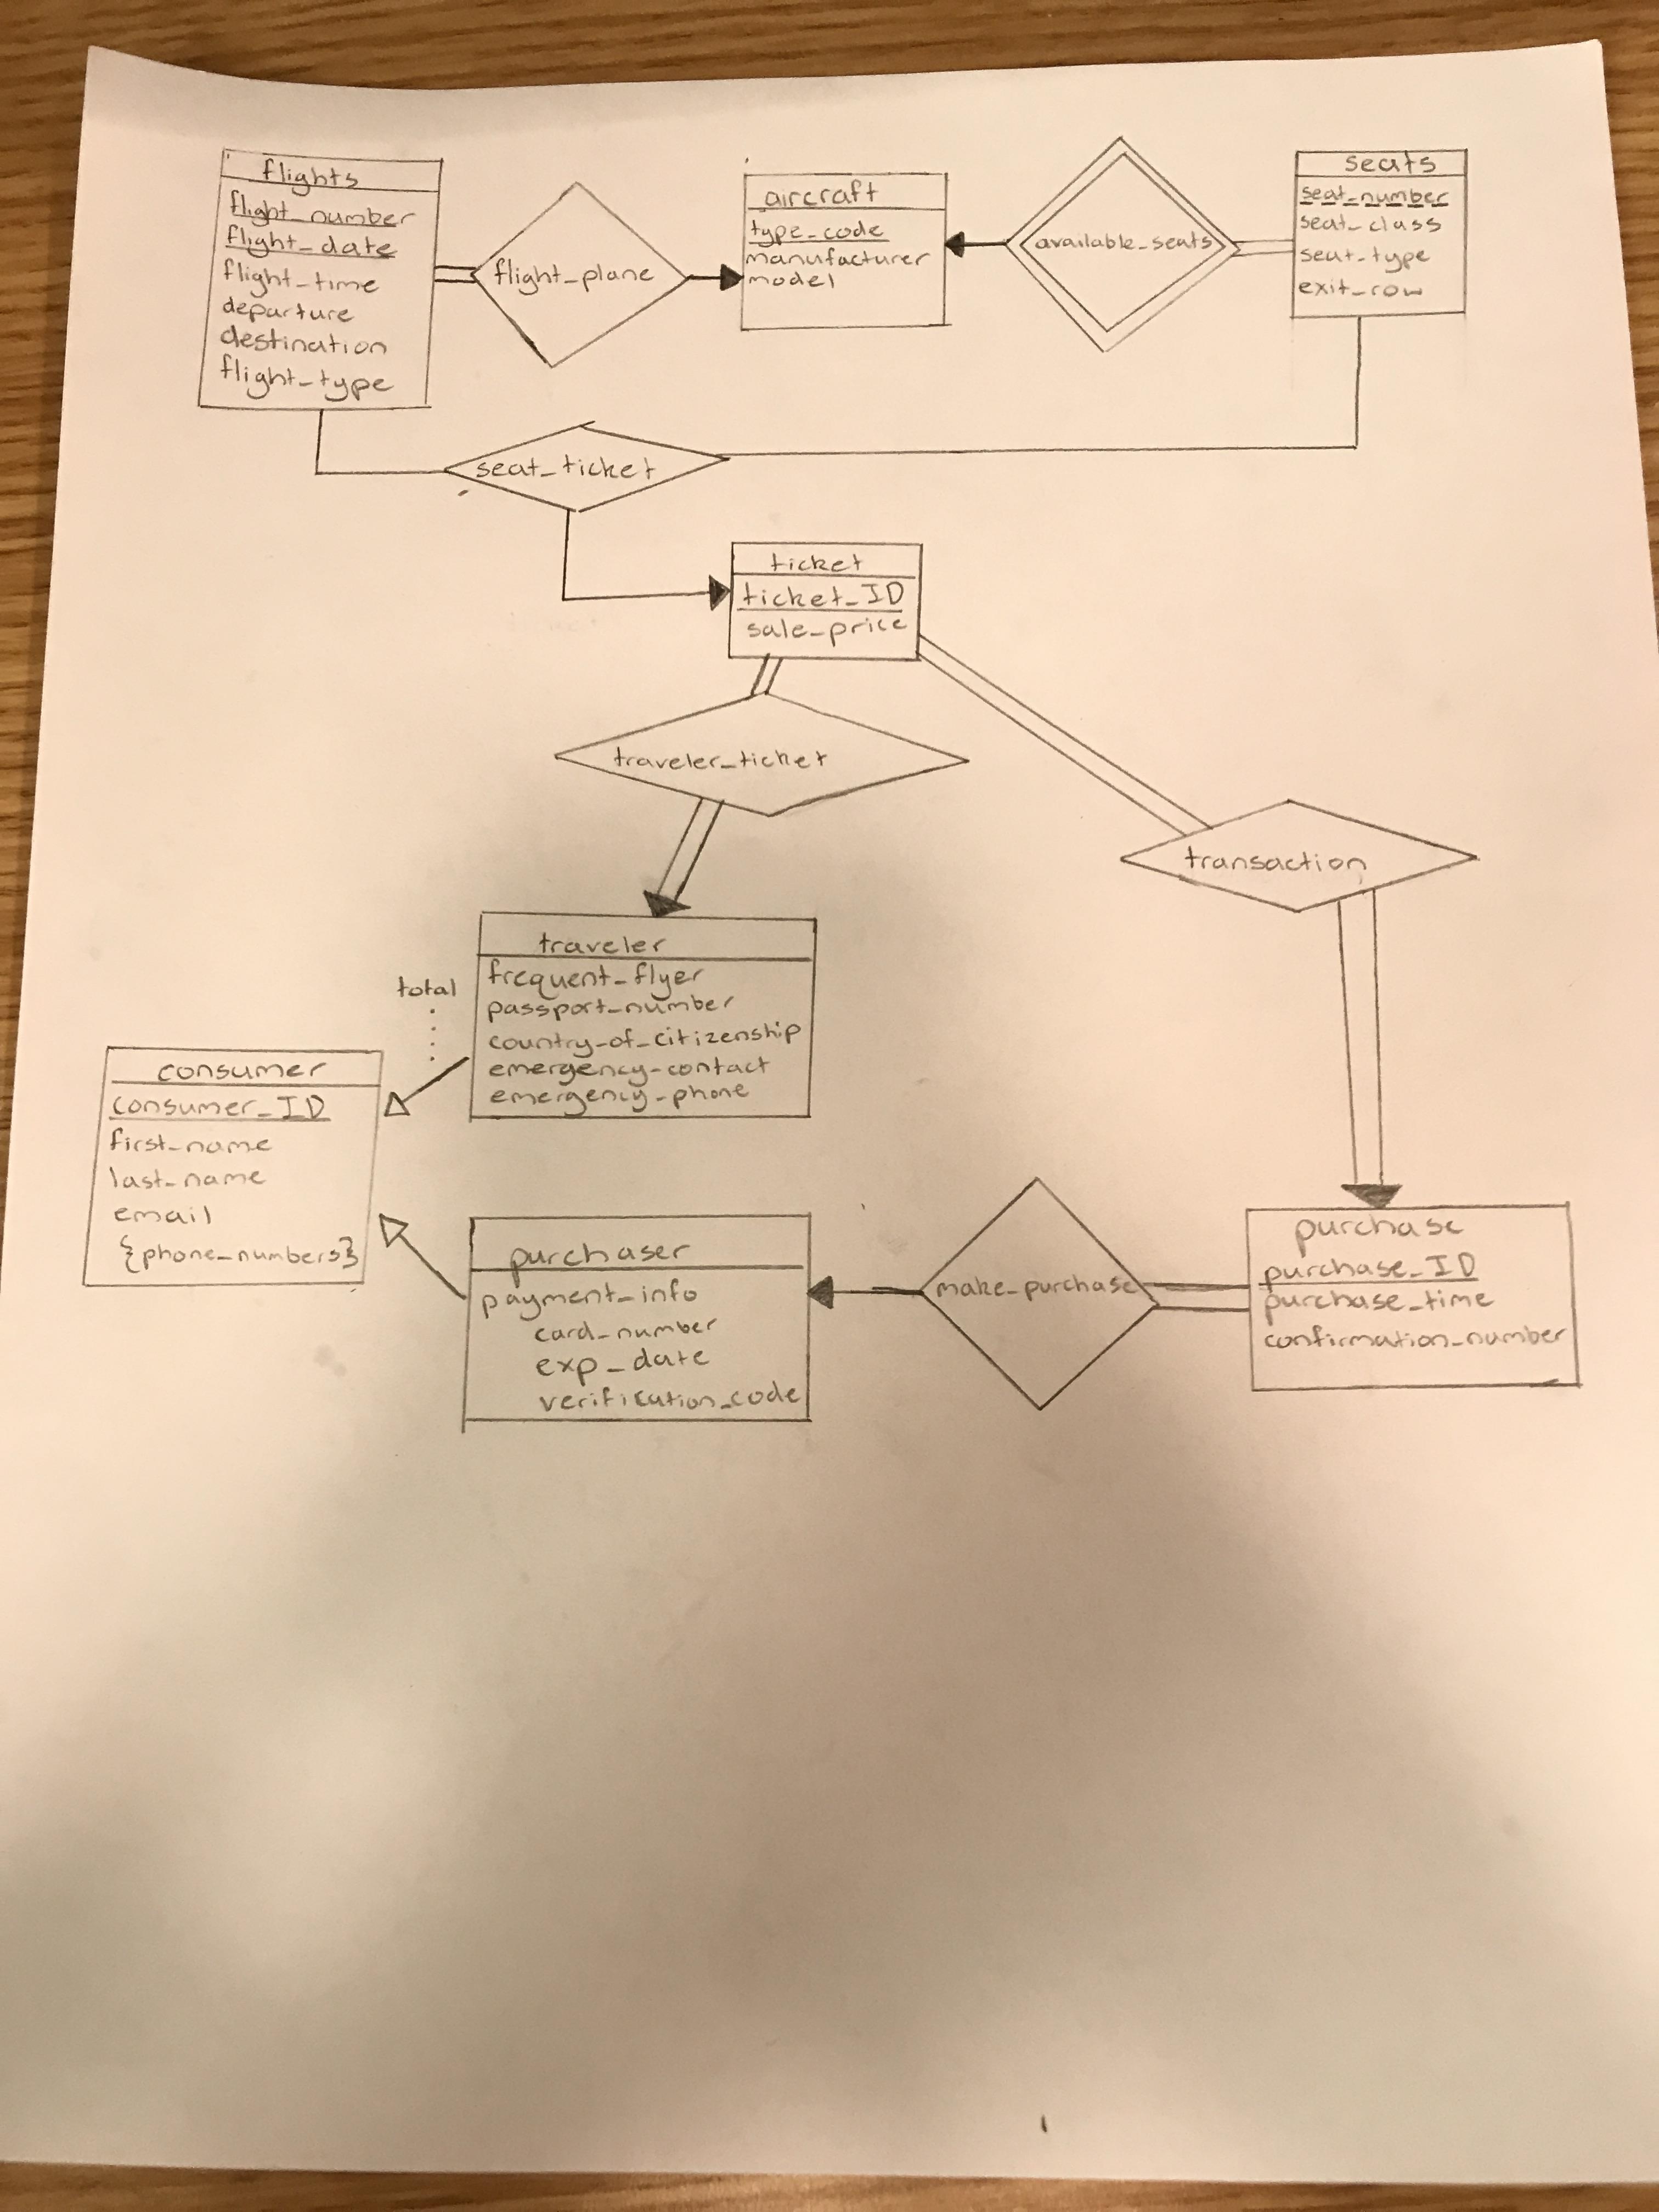 flights
flight_number
flight_date
flight_time
departure
destination
flight_type
flight_plane
aircraft
type_code
manufacturer
model
available_seats
seats
seat_number
seat_class
seat_type
exit_row
seat_ticket
ticket
ticket_ID
sale_price
traveler_ticket
transaction
consumer
consumer_ID
first_name
last_name
email
{phone_numbers}
total
traveler
frequent_flyer
passport_number
country_of_citizenship
emergency_contact
emergency_phone
purchaser
payment_info
card_number
exp_date
verification_code
make_purchase
purchase
purchase_ID
purchase_time
confirmation_number